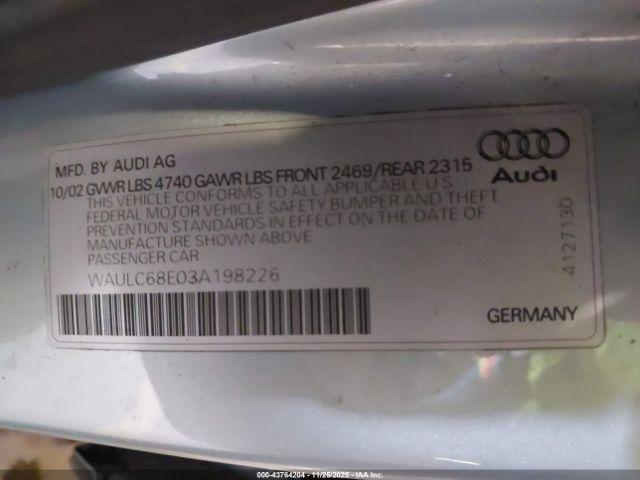 MFD. BY AUDI AG
10/02 GVWR LBS 4740 GAWR LBS FRONT 2469/REAR 2315
THIS VEHICLE CONFORMS TO ALL APPLICABLE U S
FEDERAL MOTOR VEHICLE SAFETY BUMPER AND THEFT
PREVENTION STANDARDS IN EFFECT ON THE DATE OF
MANUFACTURE SHOWN ABOVE
PASSENGER CAR
WAULC68E03A198226
Audi
4127130
GERMANY
000-43764204 - 11/25/2025 - IAA Inc.